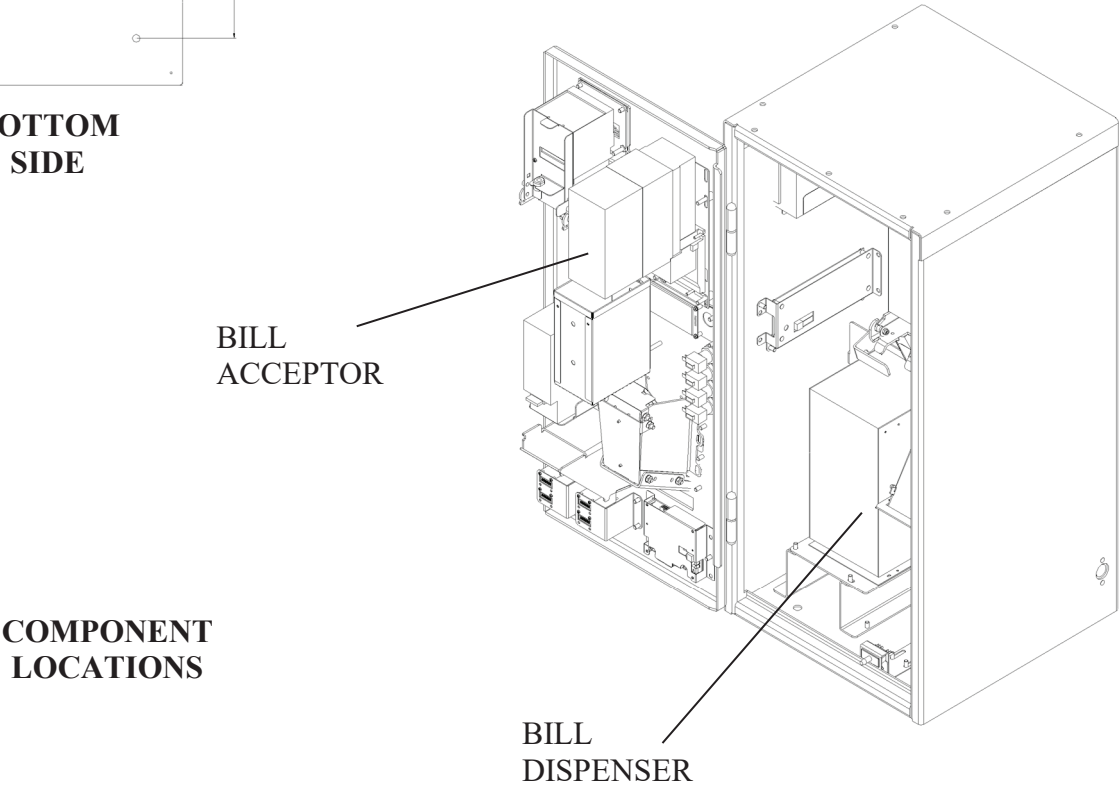 OTTOM
SIDE
BILL
ACCEPTOR
COMPONENT
LOCATIONS
BILL
DISPENSER